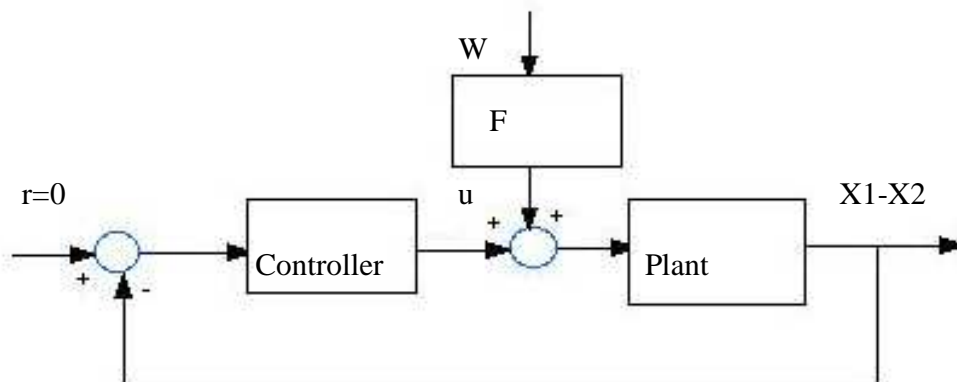 W
F
r=0
u
X1-X2
+
+
Controller
Plant
+
-